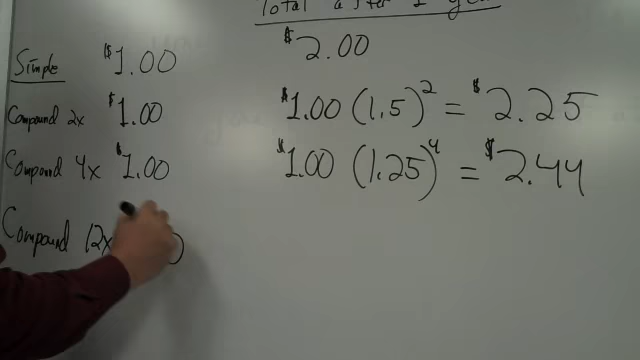 Total after 1 year
Simple $1.00 $2.00
Compound 2x $1.00 $1.00 (1.5)² = $2.25
Compound 4x $1.00 $1.00 (1.25)⁴ = $2.44
Compound 12x